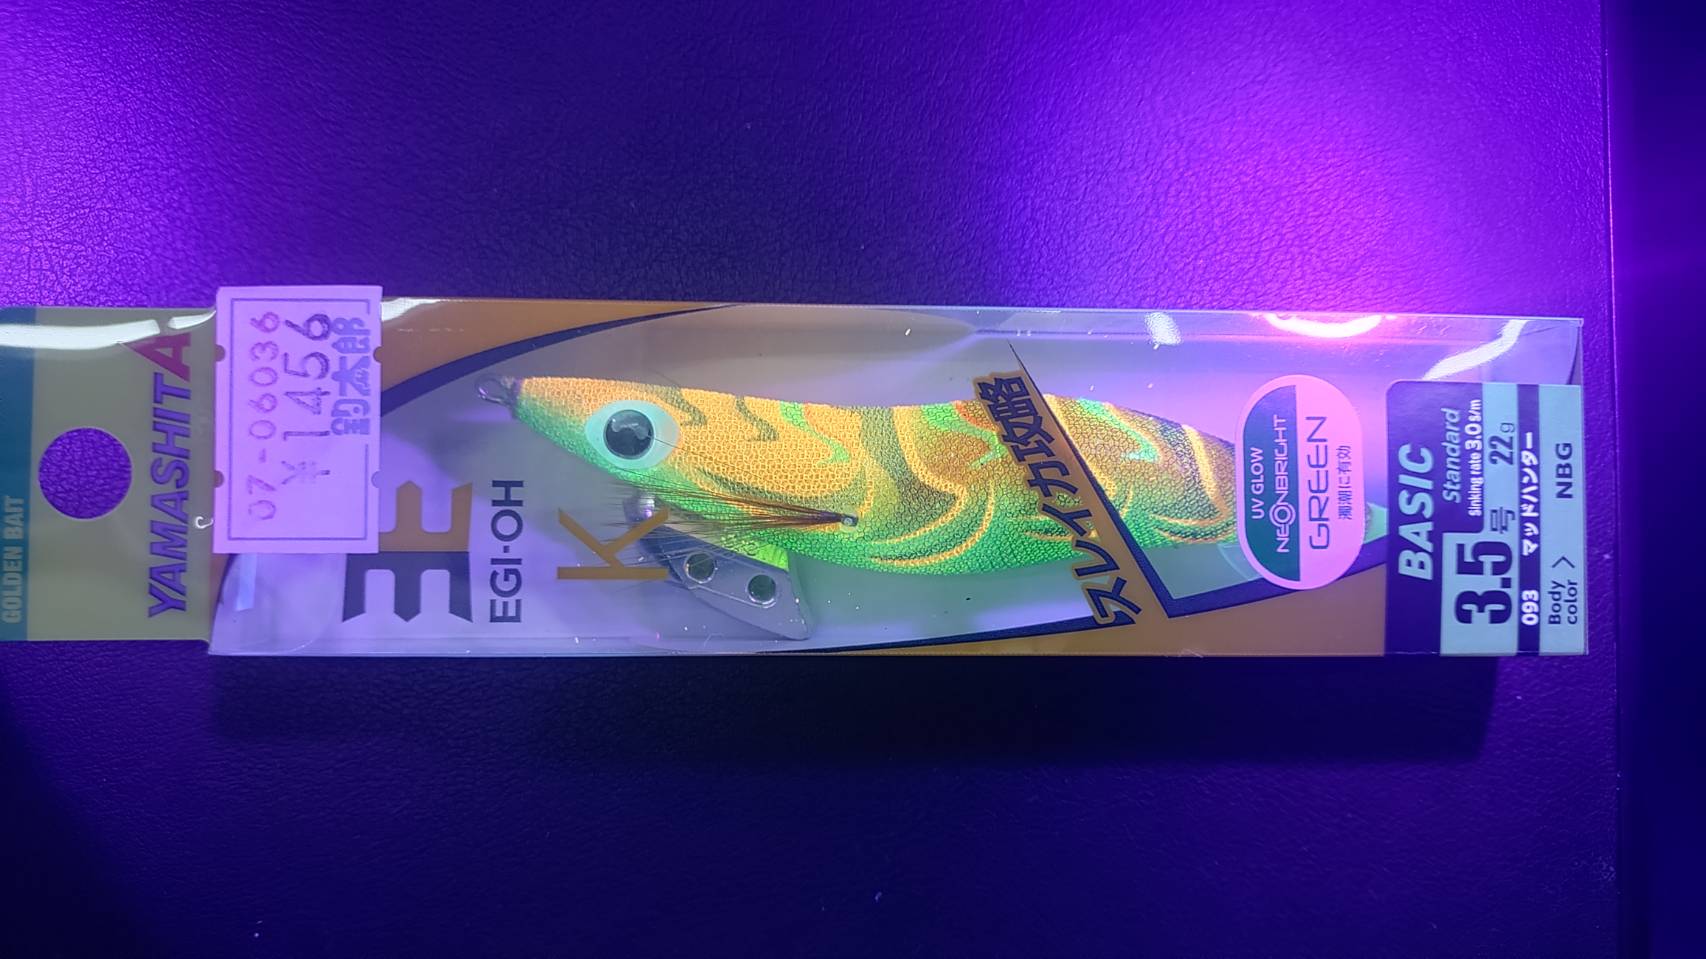 GOLDEN BAIT
YAMASHITA
07-06036
¥1456
釣太郎
EGI-OH
K
スレイカ攻略
UV GLOW
NEONBRIGHT
GREEN
濁潮に有効
BASIC
Standard
Sinking rate 3.0 s/m
3.5号 22g
093 マッドハンター
Body color > NBG